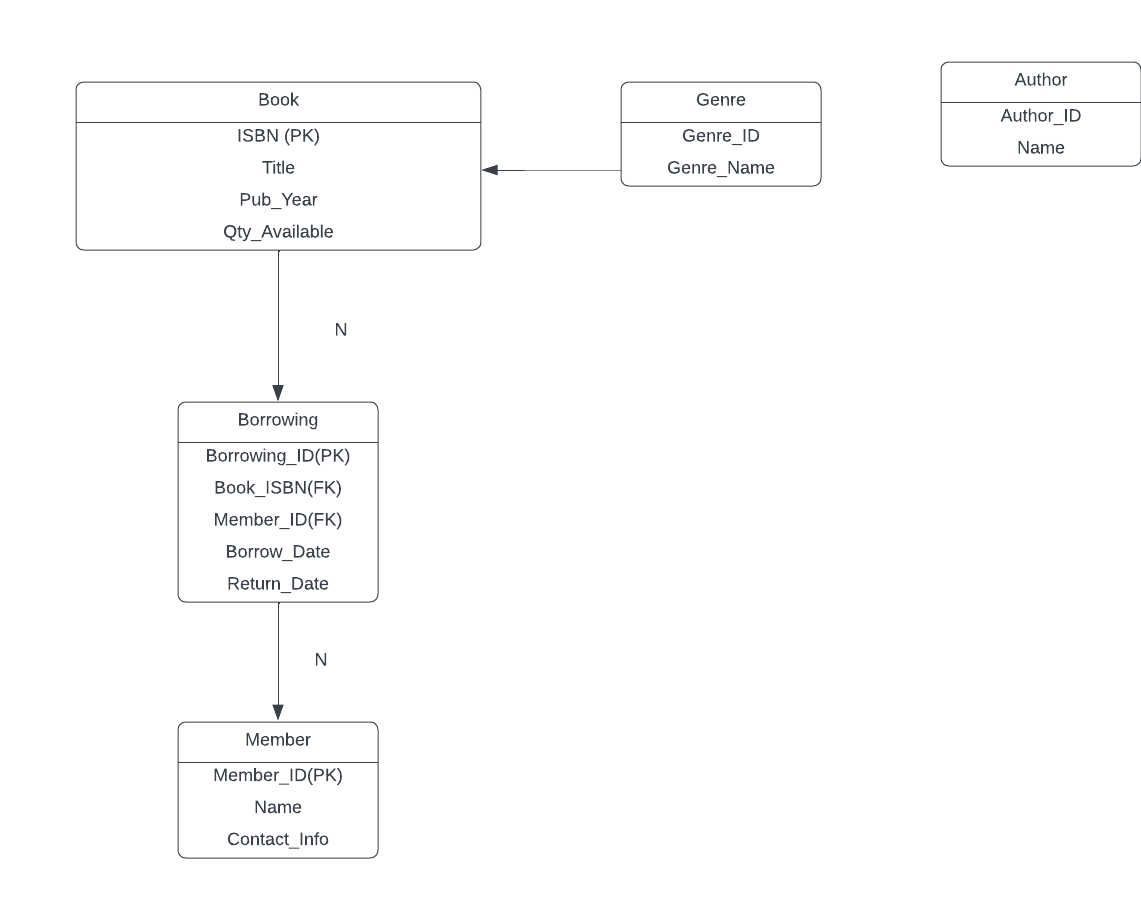 Book
ISBN (PK)
Title
Pub_Year
Qty_Available
Genre
Genre_ID
Genre_Name
Author
Author_ID
Name
N
Borrowing
Borrowing_ID(PK)
Book_ISBN(FK)
Member_ID(FK)
Borrow_Date
Return_Date
N
Member
Member_ID(PK)
Name
Contact_Info